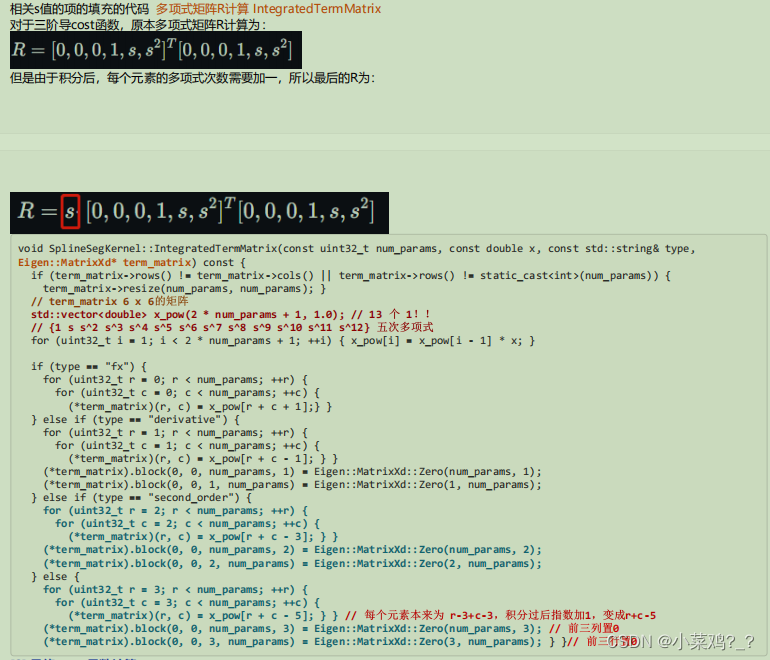 相关s值的项的填充的代码 多项式矩阵R计算 IntegratedTermMatrix
对于三阶导cost函数，原本多项式矩阵R计算为：
R = [0, 0, 0, 1, s, s²]ᵀ[0, 0, 0, 1, s, s²]
但是由于积分后，每个元素的多项式次数需要加一，所以最后的R为：
R = s·[0, 0, 0, 1, s, s²]ᵀ[0, 0, 0, 1, s, s²]
void SplineSegKernel::IntegratedTermMatrix(const uint32_t num_params, const double x, const std::string& type,
Eigen::MatrixXd* term_matrix) const {
if (term_matrix->rows() != term_matrix->cols() || term_matrix->rows() != static_cast<int>(num_params)) {
term_matrix->resize(num_params, num_params); }
// term_matrix 6 x 6的矩阵
std::vector<double> x_pow(2 * num_params + 1, 1.0); // 13 个 1！！
// {1 s s^2 s^3 s^4 s^5 s^6 s^7 s^8 s^9 s^10 s^11 s^12} 五次多项式
for (uint32_t i = 1; i < 2 * num_params + 1; ++i) { x_pow[i] = x_pow[i - 1] * x; }
if (type == "fx") {
for (uint32_t r = 0; r < num_params; ++r) {
for (uint32_t c = 0; c < num_params; ++c) {
(*term_matrix)(r, c) = x_pow[r + c + 1];} }
} else if (type == "derivative") {
for (uint32_t r = 1; r < num_params; ++r) {
for (uint32_t c = 1; c < num_params; ++c) {
(*term_matrix)(r, c) = x_pow[r + c - 1]; } }
(*term_matrix).block(0, 0, num_params, 1) = Eigen::MatrixXd::Zero(num_params, 1);
(*term_matrix).block(0, 0, 1, num_params) = Eigen::MatrixXd::Zero(1, num_params);
} else if (type == "second_order") {
for (uint32_t r = 2; r < num_params; ++r) {
for (uint32_t c = 2; c < num_params; ++c) {
(*term_matrix)(r, c) = x_pow[r + c - 3]; } }
(*term_matrix).block(0, 0, num_params, 2) = Eigen::MatrixXd::Zero(num_params, 2);
(*term_matrix).block(0, 0, 2, num_params) = Eigen::MatrixXd::Zero(2, num_params);
} else {
for (uint32_t r = 3; r < num_params; ++r) {
for (uint32_t c = 3; c < num_params; ++c) {
(*term_matrix)(r, c) = x_pow[r + c - 5]; } } // 每个元素本来为 r-3+c-3，积分过后指数加1，变成r+c-5
(*term_matrix).block(0, 0, num_params, 3) = Eigen::MatrixXd::Zero(num_params, 3); // 前三列置0
(*term_matrix).block(0, 0, 3, num_params) = Eigen::MatrixXd::Zero(3, num_params); } }// 前三行置0
CSDN @小菜鸡?_?